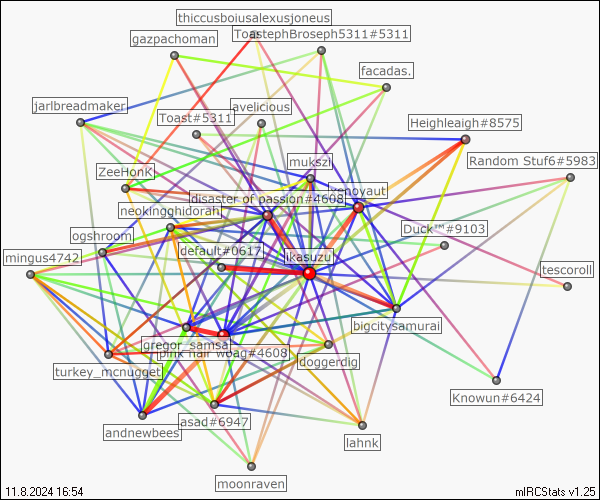 thiccusboiusalexusjoneus
ToastephBroseph5311#5311
gazpachoman
facadas.
jarlbreadmaker
avelicious
Toast#5311
Heighleaigh#8575
mukszi
Random Stuf6#5983
ZeeHonK
xenoyaut
disaster of passion#4608
neokingghidorah
Duck™#9103
ogshroom
default#0617
ikasuzu
mingus4742
tescoroll
bigcitysamurai
gregor_samsa
pink hair woag#4608
doggerdig
turkey_mcnugget
Knowun#6424
asad#6947
andnewbees
lahnk
moonraven
11.8.2024 16:54
mIRCStats v1.25